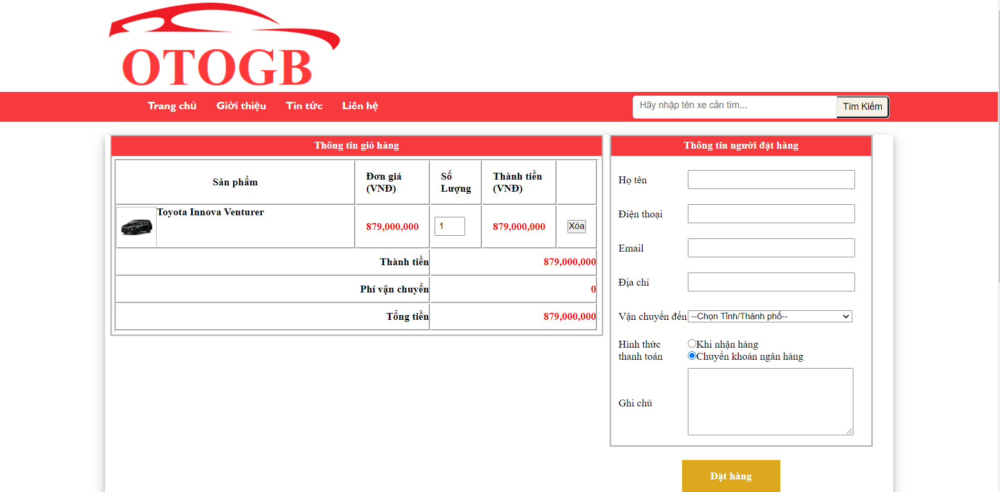 OTOGB
Trang chủ
Giới thiệu
Tin tức
Liên hệ
Hãy nhập tên xe cần tìm...
Tìm Kiếm
Thông tin giỏ hàng
Sản phẩm
Đơn giá
(VNĐ)
Số
Lượng
Thành tiền
(VNĐ)
Toyota Innova Venturer
879,000,000
1
879,000,000
Xóa
Thành tiền
879,000,000
Phí vận chuyển
0
Tổng tiền
879,000,000
Thông tin người đặt hàng
Họ tên
Điện thoại
Email
Địa chỉ
Vận chuyển đến
--Chọn Tỉnh/Thành phố--
Hình thức
thanh toán
Khi nhận hàng
Chuyển khoản ngân hàng
Ghi chú
Đặt hàng